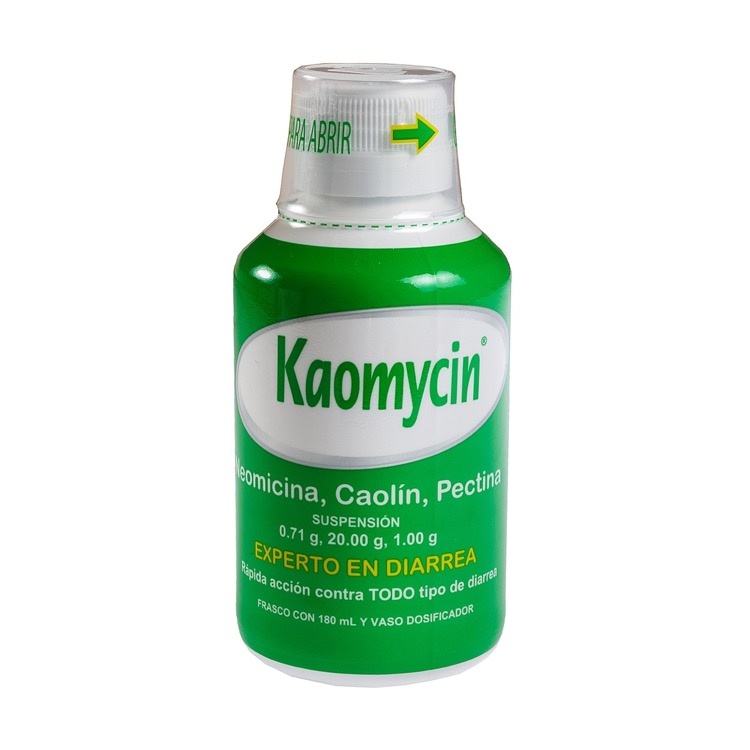 PARA ABRIR
Kaomycin®
Neomicina, Caolín, Pectina
SUSPENSIÓN
0.71 g, 20.00 g, 1.00 g
EXPERTO EN DIARREA
Rápida acción contra TODO tipo de diarrea
FRASCO CON 180 mL Y VASO DOSIFICADOR